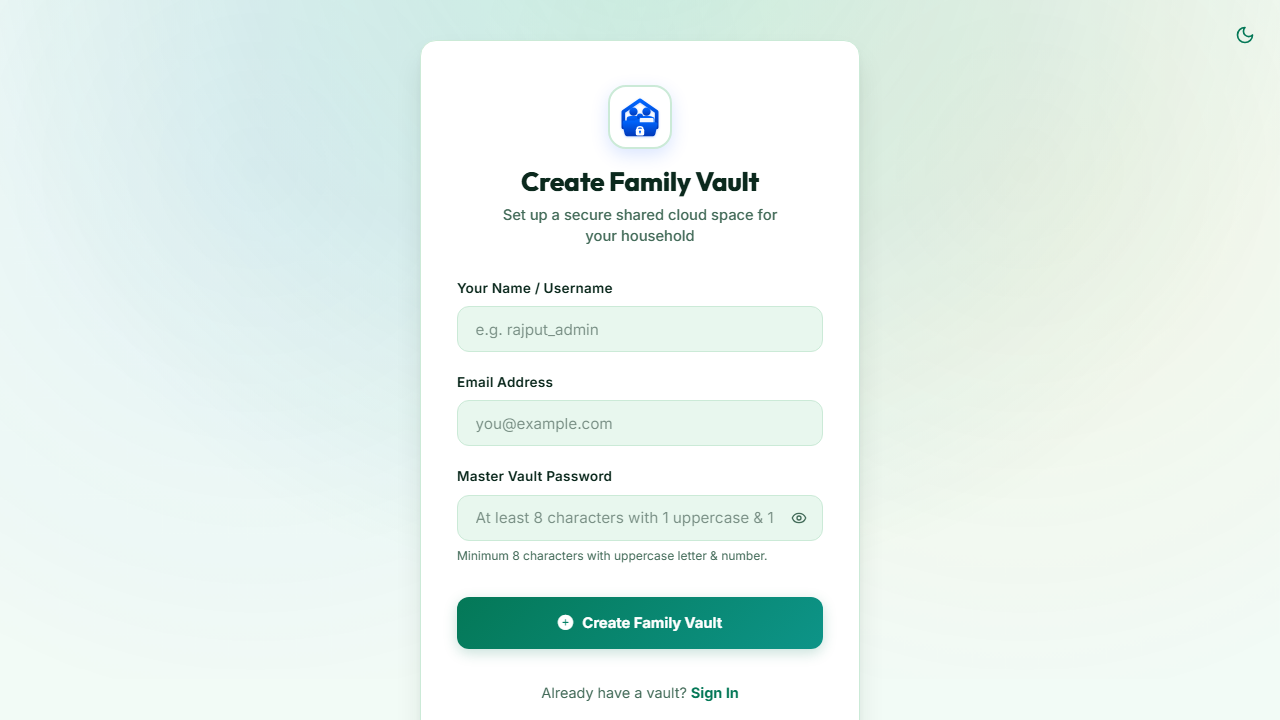 Create Family Vault
Set up a secure shared cloud space for
your household
Your Name / Username
e.g. rajput_admin
Email Address
you@example.com
Master Vault Password
At least 8 characters with 1 uppercase & 1
Minimum 8 characters with uppercase letter & number.
Create Family Vault
Already have a vault? Sign In